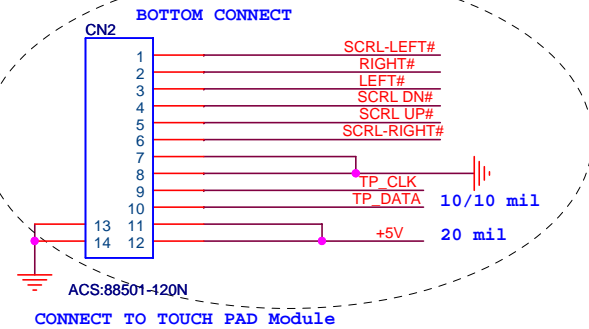 BOTTOM CONNECT
CN2
1 SCRL-LEFT#
2 RIGHT#
3 LEFT#
4 SCRL DN#
5 SCRL UP#
6 SCRL-RIGHT#
7
8
9 TP_CLK
10 TP_DATA 10/10 mil
13 11
14 12 +5V 20 mil
ACS:88501-120N
CONNECT TO TOUCH PAD Module